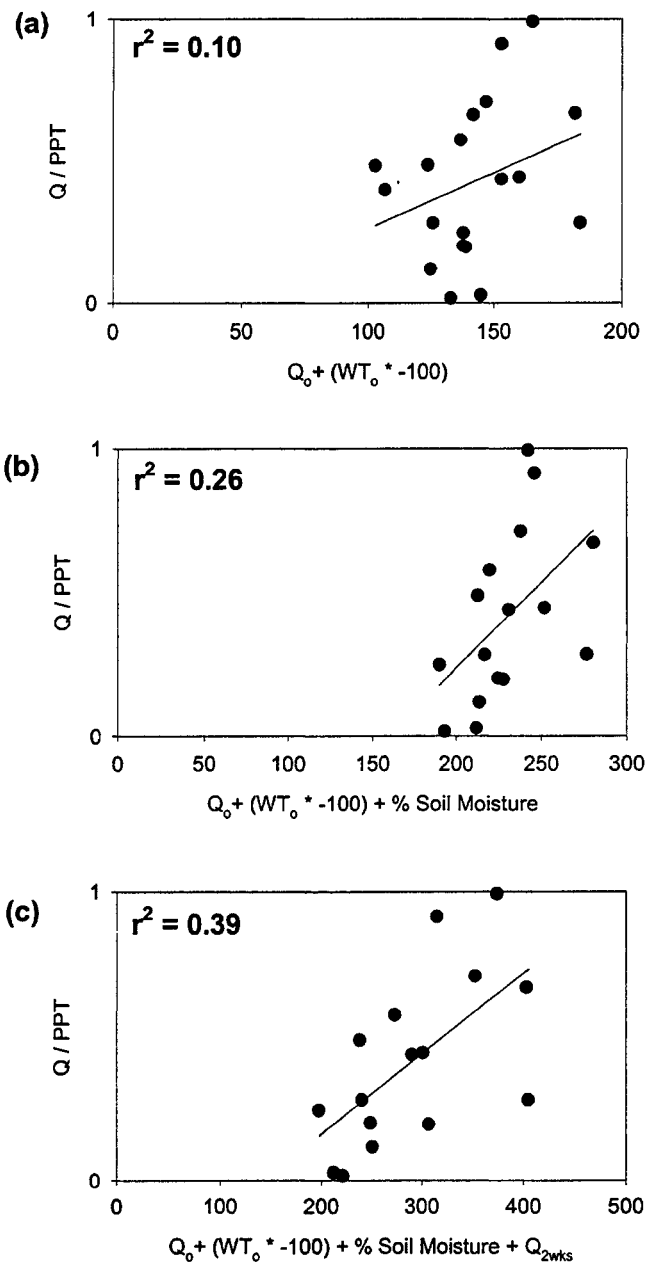 (a)
r² = 0.10
1
Q / PPT
0
0 50 100 150 200
Qₒ+ (WTₒ * -100)
(b)
1
r² = 0.26
Q / PPT
0
0 50 100 150 200 250 300
Qₒ+ (WTₒ * -100) + % Soil Moisture
(c)
1
r² = 0.39
Q / PPT
0
0 100 200 300 400 500
Qₒ+ (WTₒ * -100) + % Soil Moisture + Q2wks